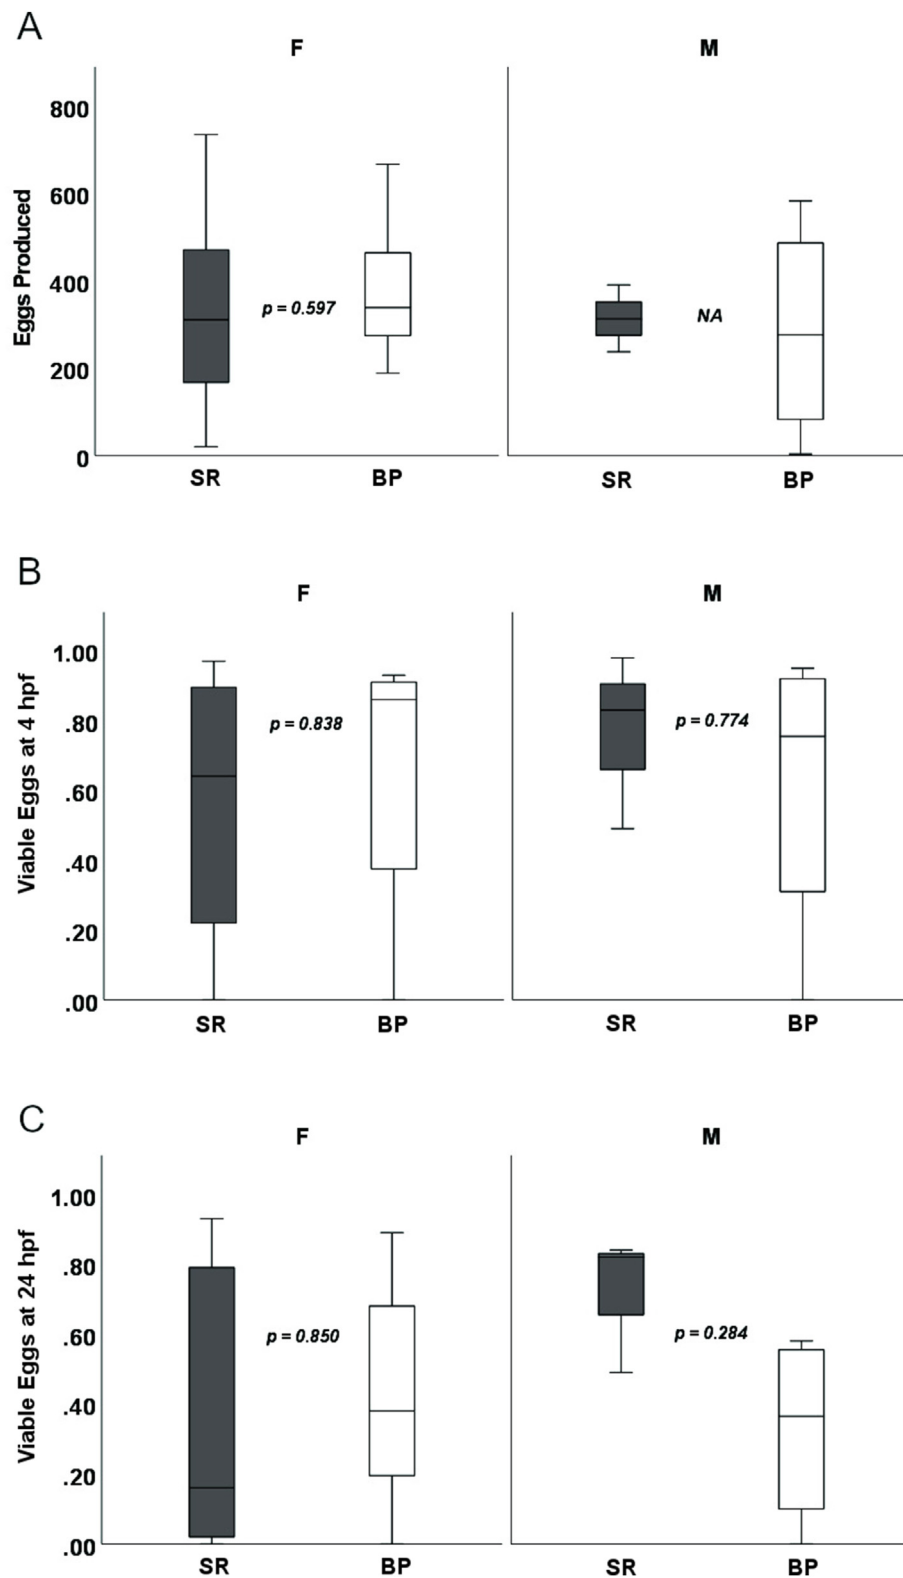 A
F
M
Eggs Produced
800
600
400
200
0
p = 0.597
NA
SR
BP
SR
BP
B
F
M
Viable Eggs at 4 hpf
1.00
.80
.60
.40
.20
.00
p = 0.838
p = 0.774
SR
BP
SR
BP
C
F
M
Viable Eggs at 24 hpf
1.00
.80
.60
.40
.20
.00
p = 0.850
p = 0.284
SR
BP
SR
BP